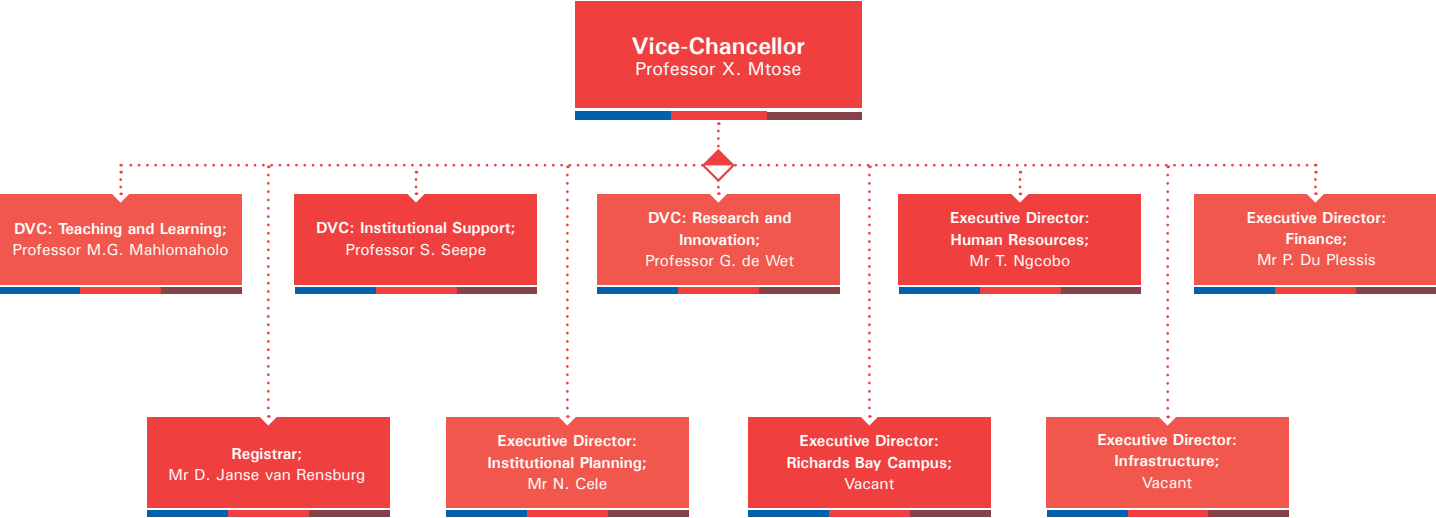 Vice-Chancellor
Professor X. Mtose
DVC: Teaching and Learning;
Professor M.G. Mahlomaholo
DVC: Institutional Support;
Professor S. Seepe
DVC: Research and
Innovation;
Professor G. de Wet
Executive Director:
Human Resources;
Mr T. Ngcobo
Executive Director:
Finance;
Mr P. Du Plessis
Registrar;
Mr D. Janse van Rensburg
Executive Director:
Institutional Planning;
Mr N. Cele
Executive Director:
Richards Bay Campus;
Vacant
Executive Director:
Infrastructure;
Vacant